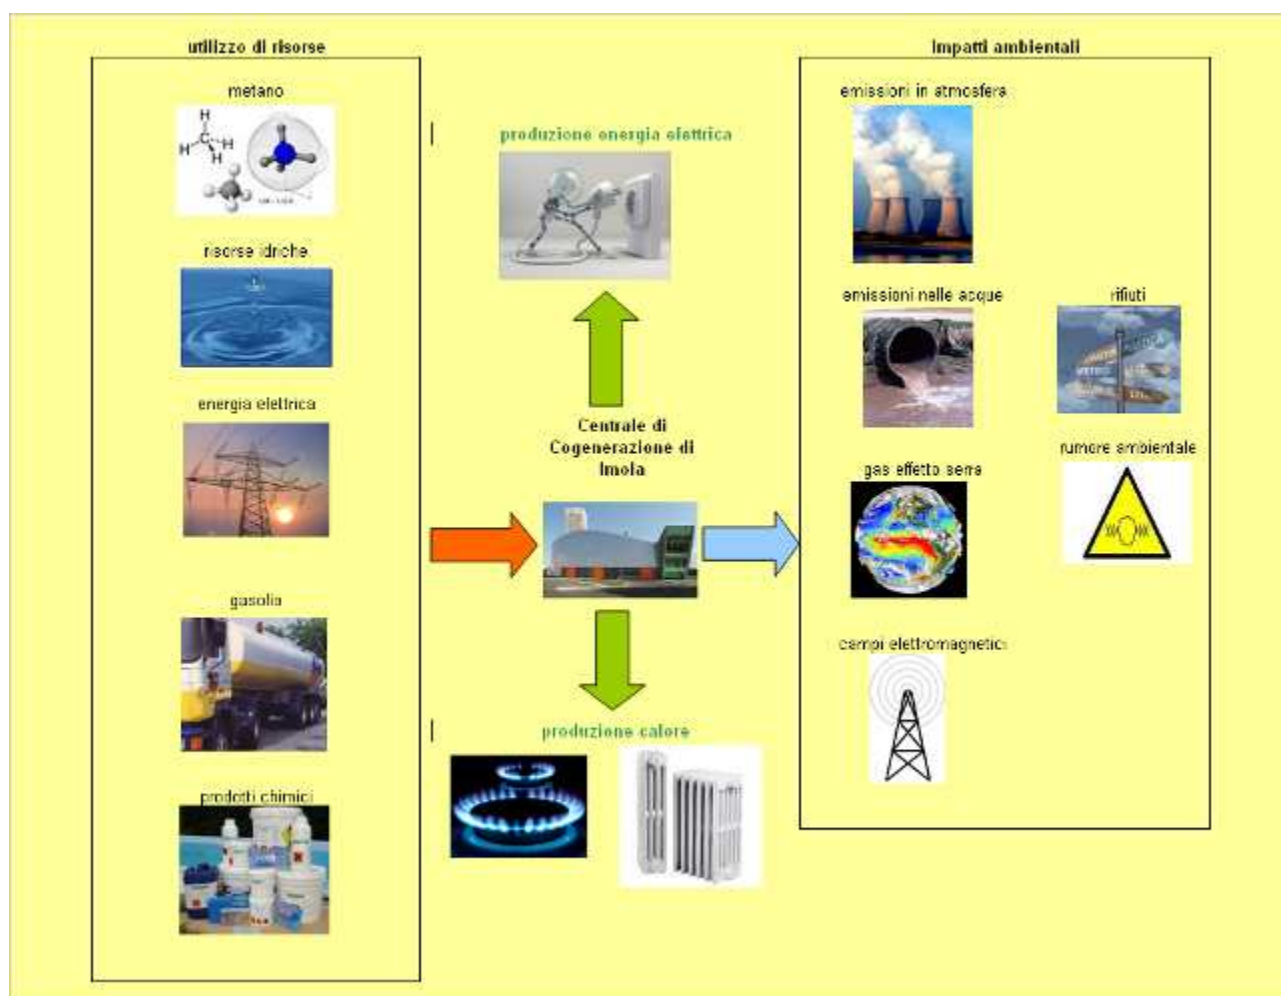 utilizzo di risorse
metano
risorse idriche
energia elettrica
gasolio
prodotti chimici
produzione energia elettrica
Centrale di
Cogenerazione di
Imola
produzione calore
Impatti ambientali
emissioni in atmosfera
emissioni nelle acque
rifiuti
gas effetto serra
rumore ambientale
campi elettromagnetici